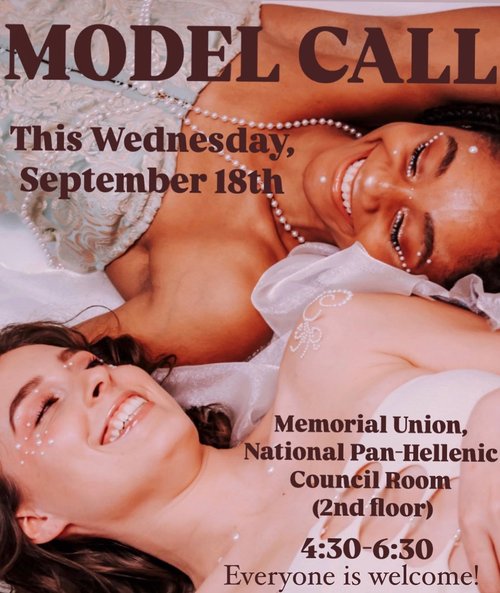 MODEL CALL
This Wednesday,
September 18th
Memorial Union,
National Pan-Hellenic
Council Room
(2nd floor)
4:30-6:30
Everyone is welcome!